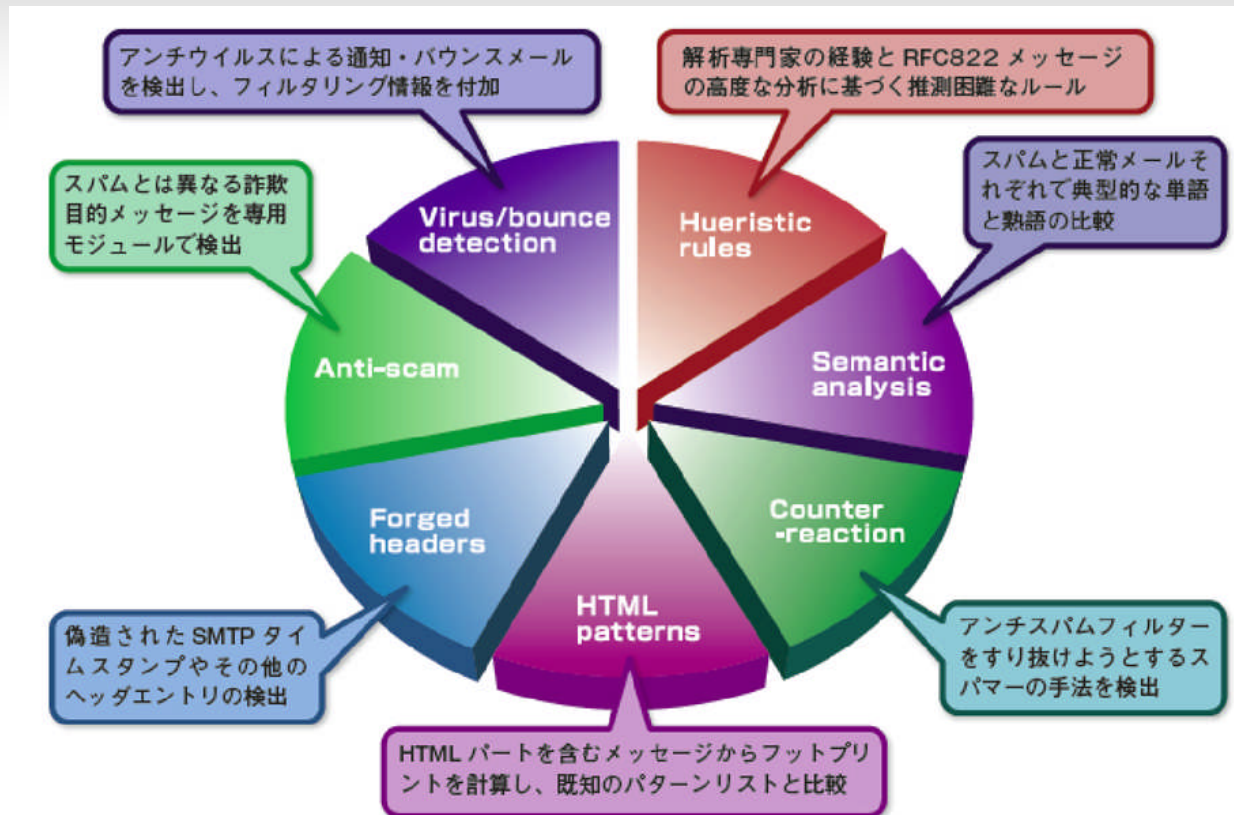 アンチウイルスによる通知・バウンスメール
を検出し、フィルタリング情報を付加
解析専門家の経験と RFC822 メッセージ
の高度な分析に基づく推測困難なルール
スパムとは異なる詐欺
目的メッセージを専用
モジュールで検出
スパムと正常メールそ
れぞれで典型的な単語
と熟語の比較
Virus/bounce
detection
Hueristic
rules
Anti-scam
Semantic
analysis
Forged
headers
Counter
-reaction
HTML
patterns
偽造された SMTP タイ
ムスタンプやその他の
ヘッダエントリの検出
アンチスパムフィルター
をすり抜けようとするス
パマーの手法を検出
HTML パートを含むメッセージからフットプリ
ントを計算し、既知のパターンリストと比較